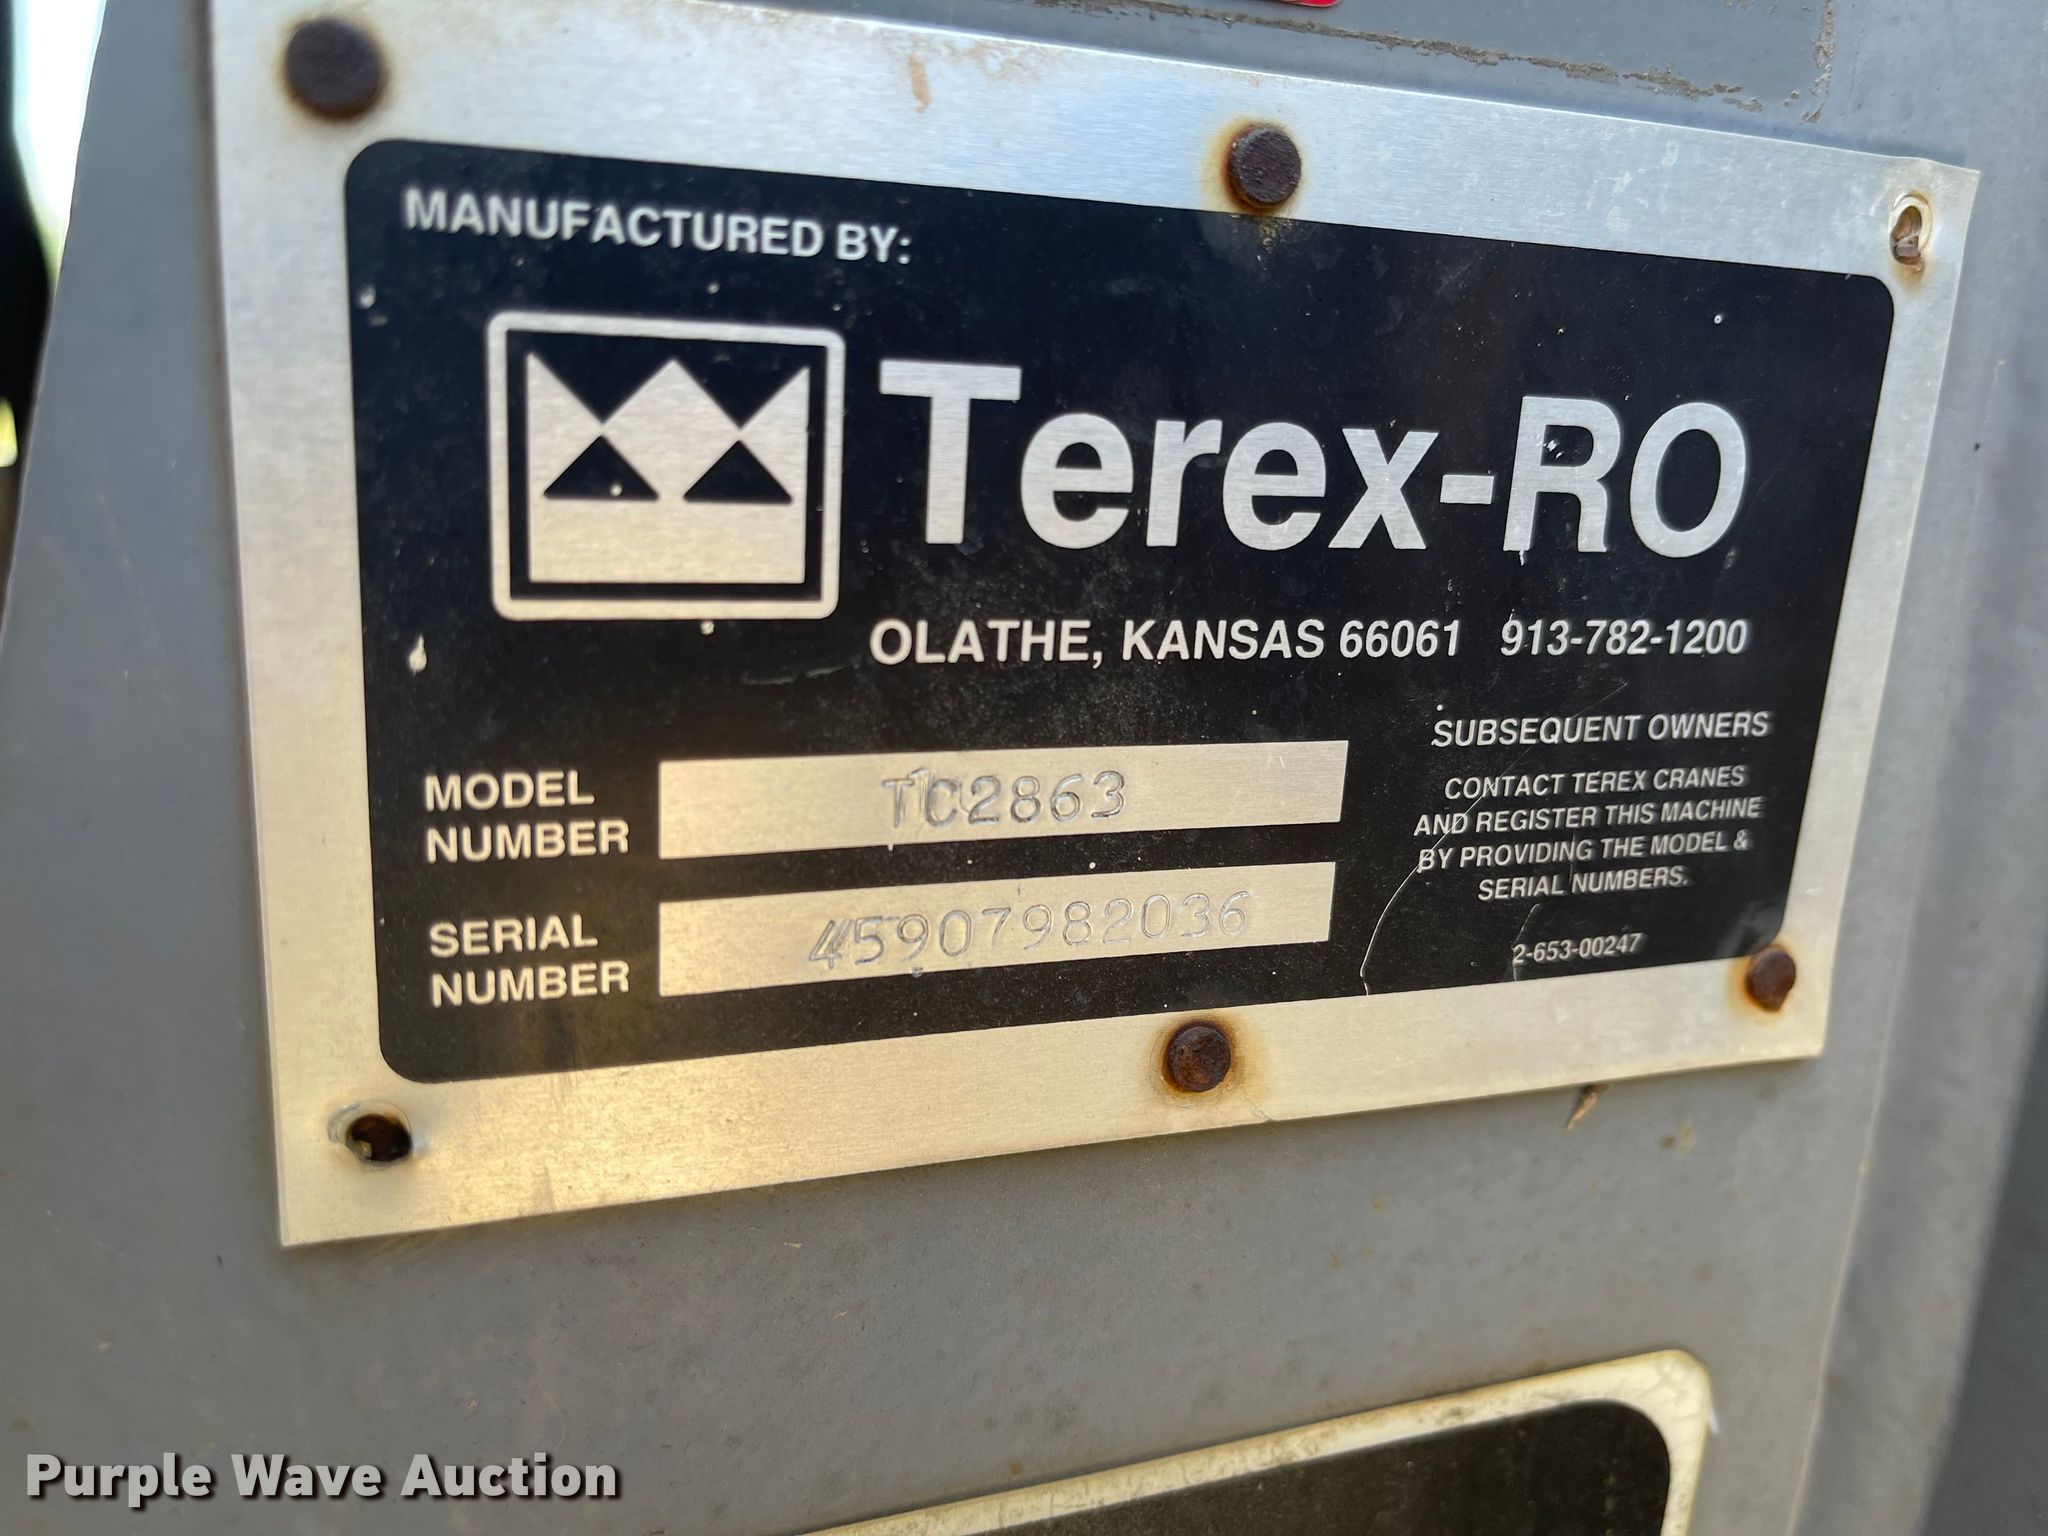 MANUFACTURED BY:
Terex-RO
OLATHE, KANSAS 66061 913-782-1200
MODEL NUMBER TC2863
SERIAL NUMBER 45907982036
SUBSEQUENT OWNERS
CONTACT TEREX CRANES
AND REGISTER THIS MACHINE
BY PROVIDING THE MODEL &
SERIAL NUMBERS.
2-653-00247
Purple Wave Auction